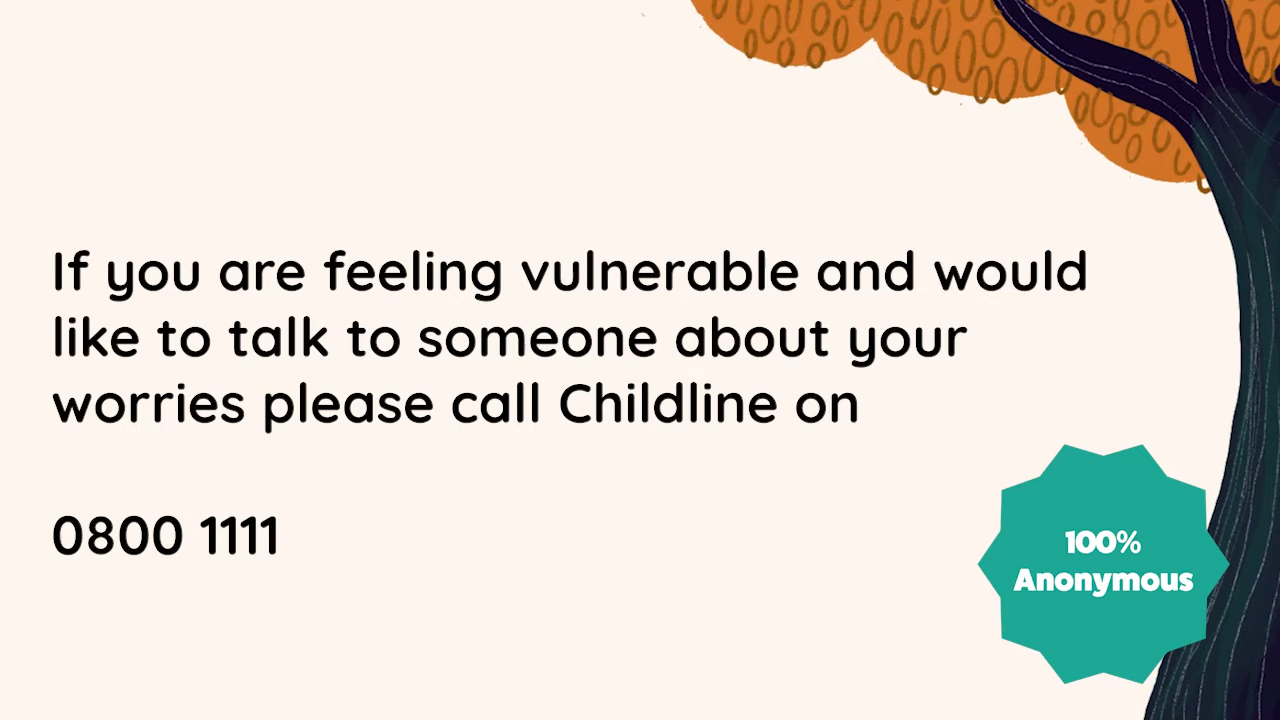 If you are feeling vulnerable and would
like to talk to someone about your
worries please call Childline on
0800 1111
100%
Anonymous